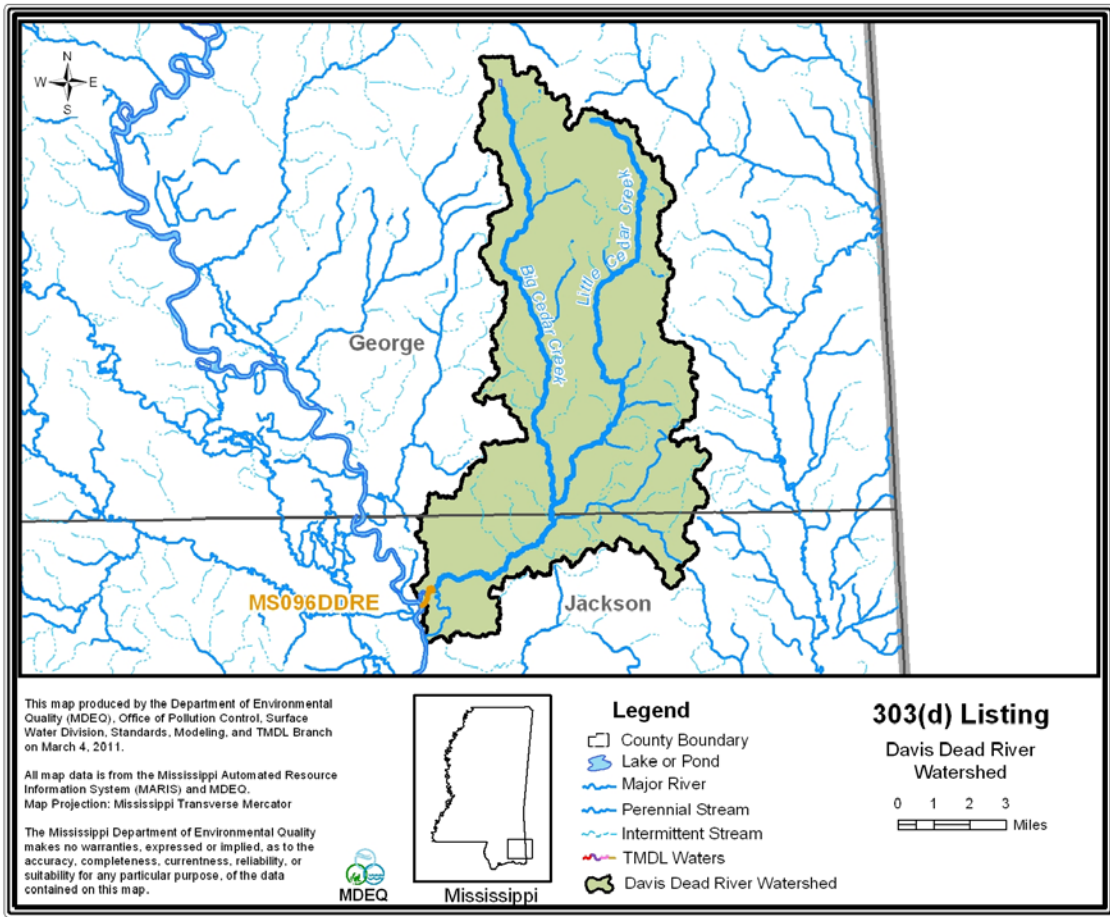 N
W E
S
Big Cedar Creek
Little Cedar Creek
George
MS096DDRE
Jackson
This map produced by the Department of Environmental
Quality (MDEQ), Office of Pollution Control, Surface
Water Division, Standards, Modeling, and TMDL Branch
on March 4, 2011.
All map data is from the Mississippi Automated Resource
Information System (MARIS) and MDEQ.
Map Projection: Mississippi Transverse Mercator
The Mississippi Department of Environmental Quality
makes no warranties, expressed or implied, as to the
accuracy, completeness, currentness, reliability, or
suitability for any particular purpose, of the data
contained on this map.
MDEQ
Mississippi
Legend
County Boundary
Lake or Pond
Major River
Perennial Stream
Intermittent Stream
TMDL Waters
Davis Dead River Watershed
303(d) Listing
Davis Dead River
Watershed
0 1 2 3
Miles